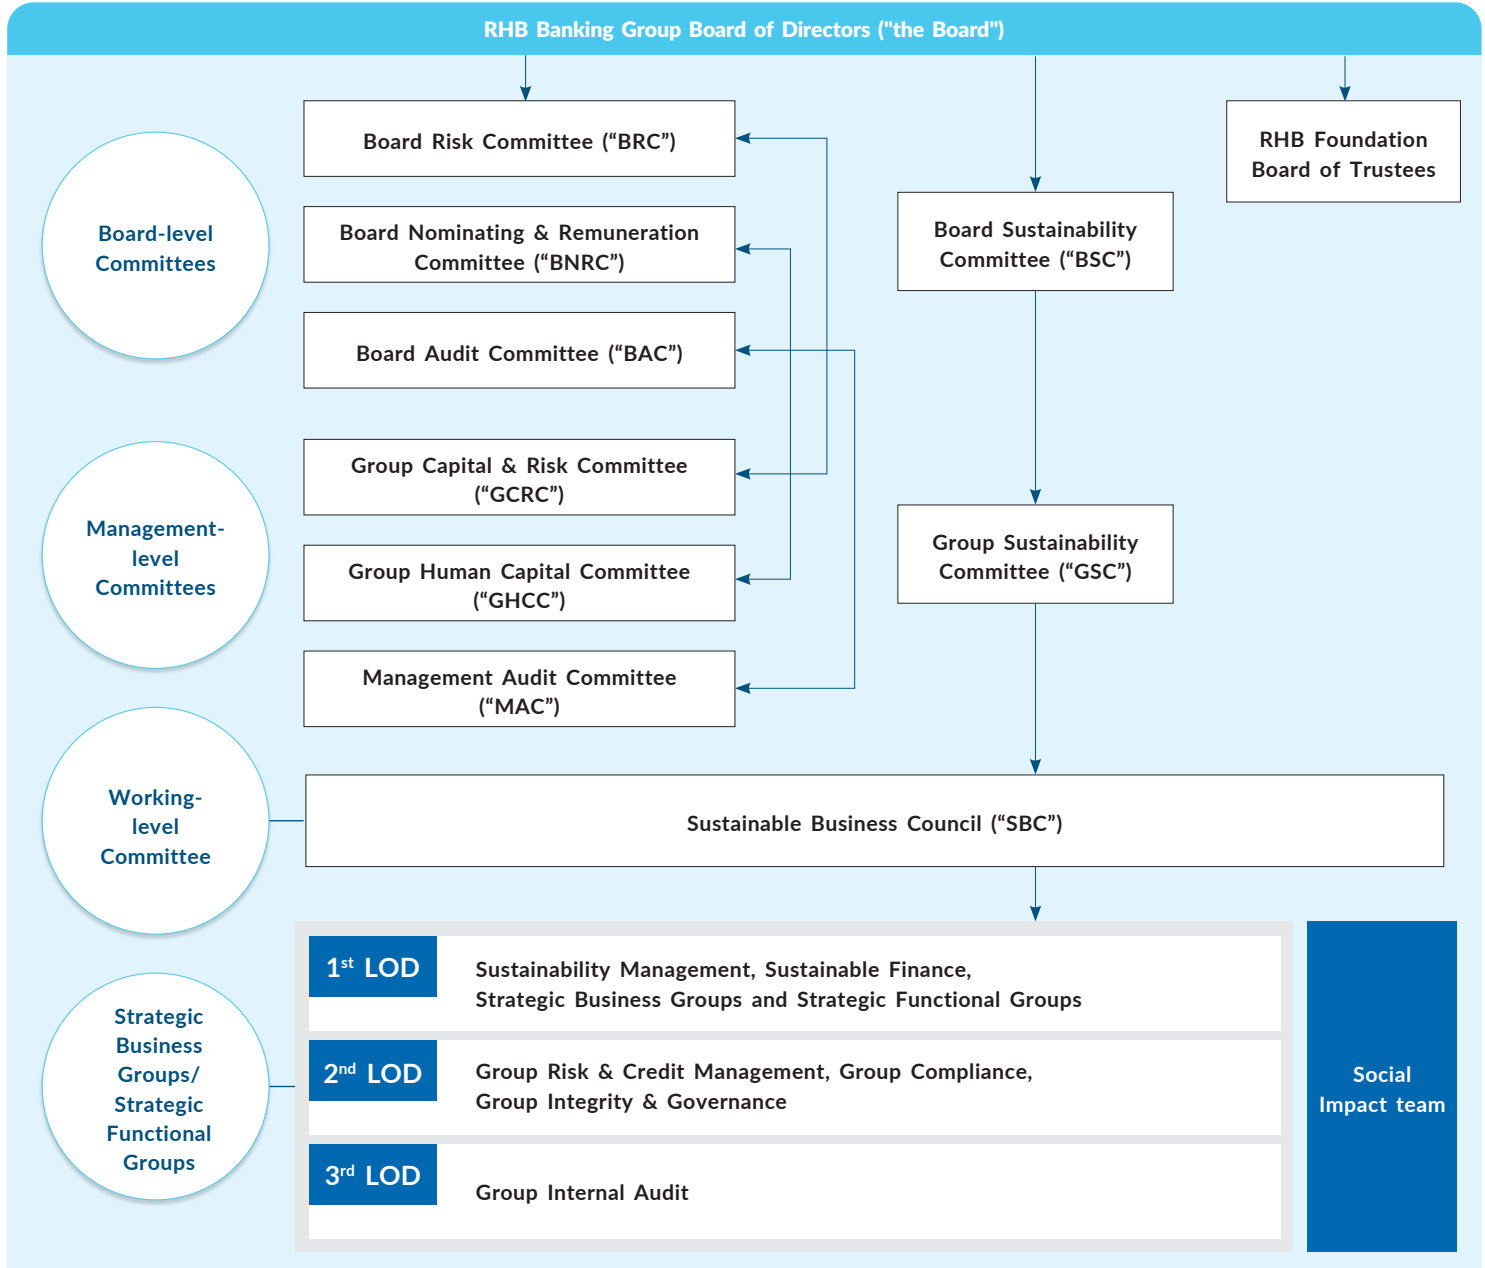 RHB Banking Group Board of Directors ("the Board")
Board-level
Committees
Board Risk Committee (“BRC”)
Board Nominating & Remuneration
Committee (“BNRC”)
Board Audit Committee (“BAC”)
Board Sustainability
Committee (“BSC”)
RHB Foundation
Board of Trustees
Management-
level
Committees
Group Capital & Risk Committee
(“GCRC”)
Group Human Capital Committee
(“GHCC”)
Management Audit Committee
(“MAC”)
Group Sustainability
Committee (“GSC”)
Working-
level
Committee
Sustainable Business Council (“SBC”)
Strategic
Business
Groups/
Strategic
Functional
Groups
1st LOD
Sustainability Management, Sustainable Finance,
Strategic Business Groups and Strategic Functional Groups
2nd LOD
Group Risk & Credit Management, Group Compliance,
Group Integrity & Governance
3rd LOD
Group Internal Audit
Social
Impact team